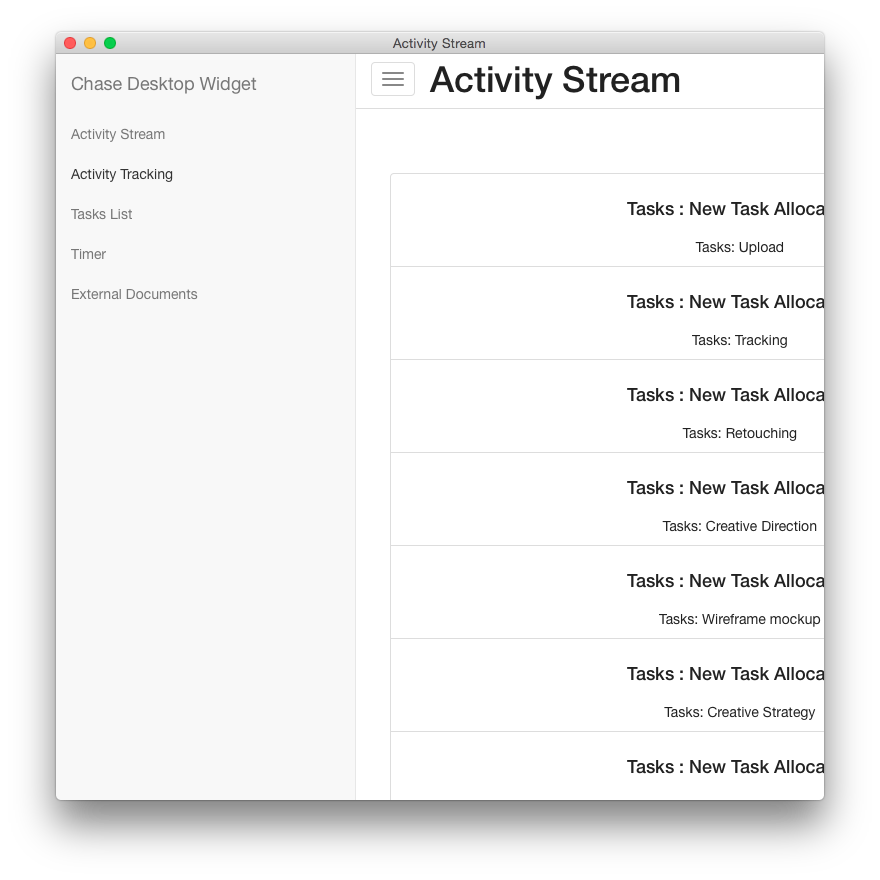 Activity Stream
Chase Desktop Widget
Activity Stream
Activity Tracking
Tasks List
Timer
External Documents
Activity Stream
Tasks : New Task Alloca
Tasks: Upload
Tasks : New Task Alloca
Tasks: Tracking
Tasks : New Task Alloca
Tasks: Retouching
Tasks : New Task Alloca
Tasks: Creative Direction
Tasks : New Task Alloca
Tasks: Wireframe mockup
Tasks : New Task Alloca
Tasks: Creative Strategy
Tasks : New Task Alloca